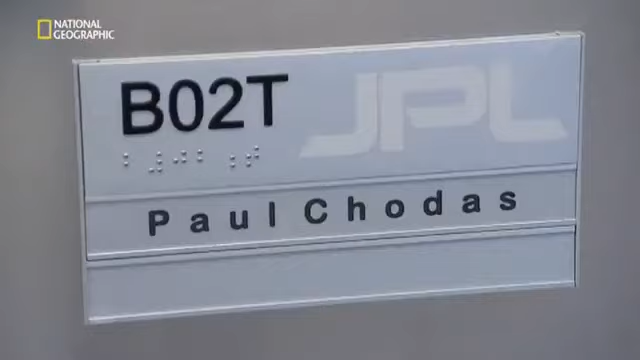 NATIONAL
GEOGRAPHIC
B02T
JPL
Paul Chodas